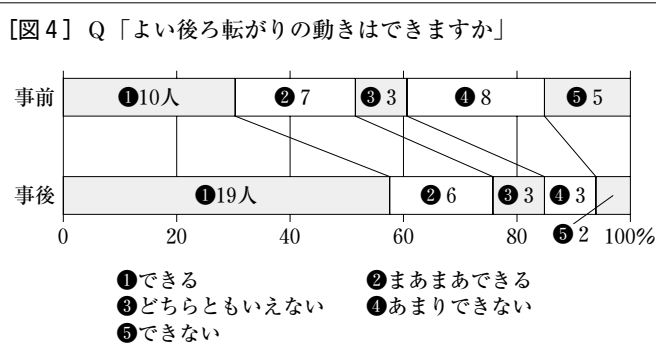 ［図４］Ｑ「よい後ろ転がりの動きはできますか」
事前 ❶10人 ❷7 ❸3 ❹8 ❺5
事後 ❶19人 ❷6 ❸3 ❹3
❺2
0 20 40 60 80 100%
❶できる ❷まあまあできる
❸どちらともいえない ❹あまりできない
❺できない